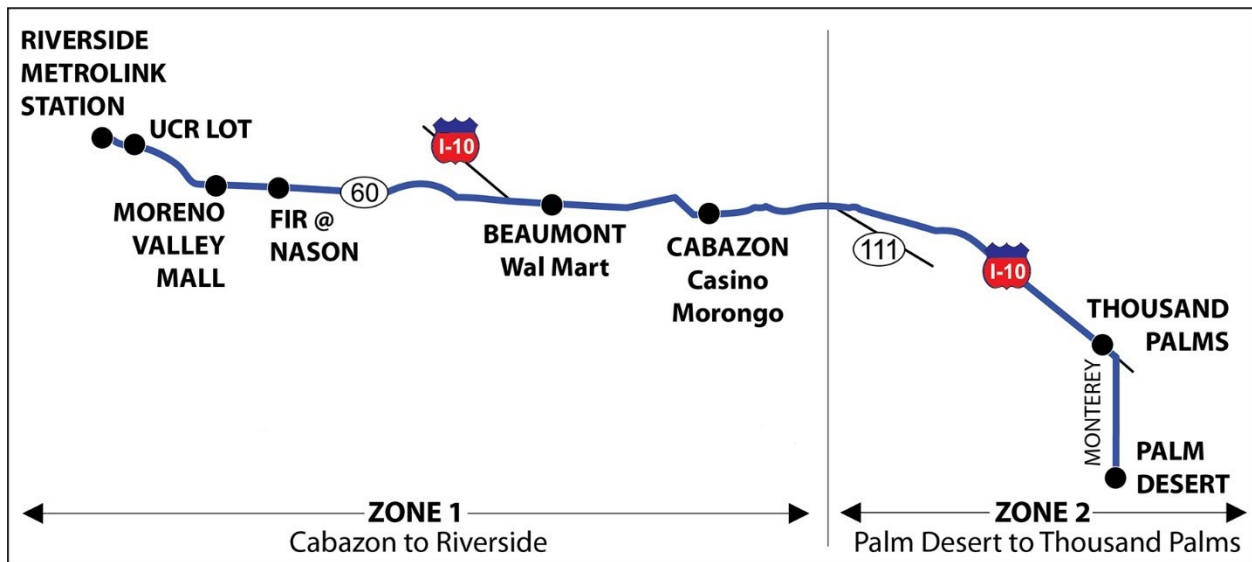 RIVERSIDE
METROLINK
STATION
UCR LOT
MORENO
VALLEY
MALL
FIR @
NASON
60
I-10
BEAUMONT
Wal Mart
CABAZON
Casino
Morongo
111
I-10
THOUSAND
PALMS
MONTEREY
PALM
DESERT
ZONE 1
Cabazon to Riverside
ZONE 2
Palm Desert to Thousand Palms